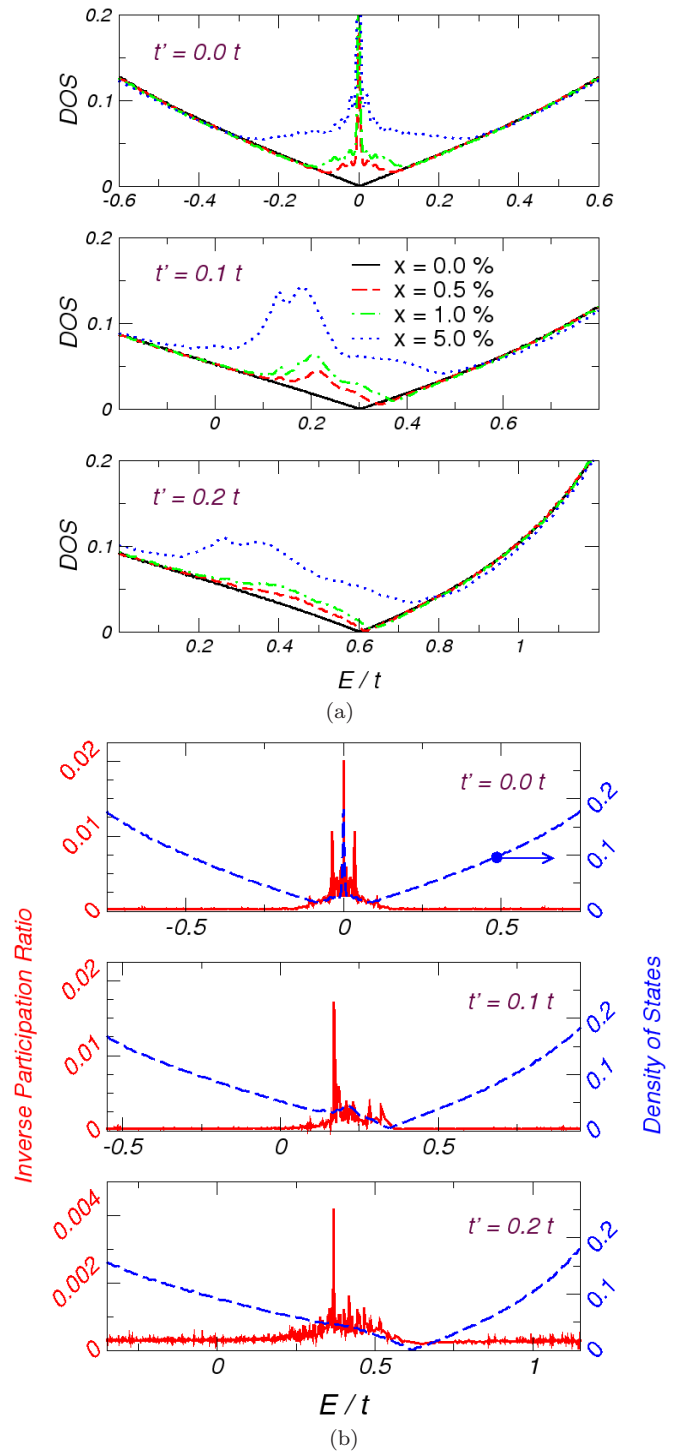 0.2
t' = 0.0 t
DOS
0.1
0
-0.6 -0.4 -0.2 0 0.2 0.4 0.6
0.2
t' = 0.1 t
x = 0.0 %
x = 0.5 %
x = 1.0 %
x = 5.0 %
DOS
0.1
0
0 0.2 0.4 0.6
0.2
t' = 0.2 t
DOS
0.1
0
0.2 0.4 0.6 0.8 1
E / t
(a)
0.02
0.01
0
t' = 0.0 t
0.2
0.1
0
-0.5 0 0.5
Inverse Participation Ratio
0.02
0.01
0
t' = 0.1 t
0.2
0.1
0
Density of States
-0.5 0 0.5
0.004
0.002
0
t' = 0.2 t
0.2
0.1
0
0 0.5 1
E / t
(b)